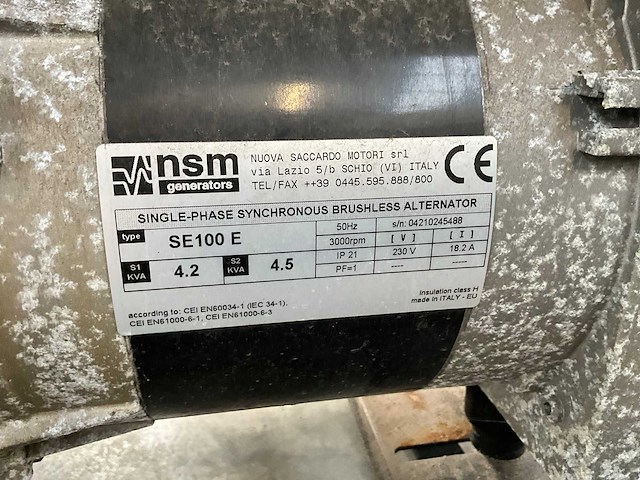 nsm
generators
NUOVA SACCARDO MOTORI srl
via Lazio 5/b SCHIO (VI) ITALY
TEL/FAX ++39 0445.595.888/800
CE
SINGLE-PHASE SYNCHRONOUS BRUSHLESS ALTERNATOR
type SE100 E
50Hz s/n: 04210245488
3000rpm [ V ] [ I ]
IP 21 230 V 18.2 A
PF=1 ---- ----
S1 KVA 4.2 S2 KVA 4.5
Insulation class H
made in ITALY - EU
according to: CEI EN60034-1 (IEC 34-1),
CEI EN61000-6-1, CEI EN61000-6-3